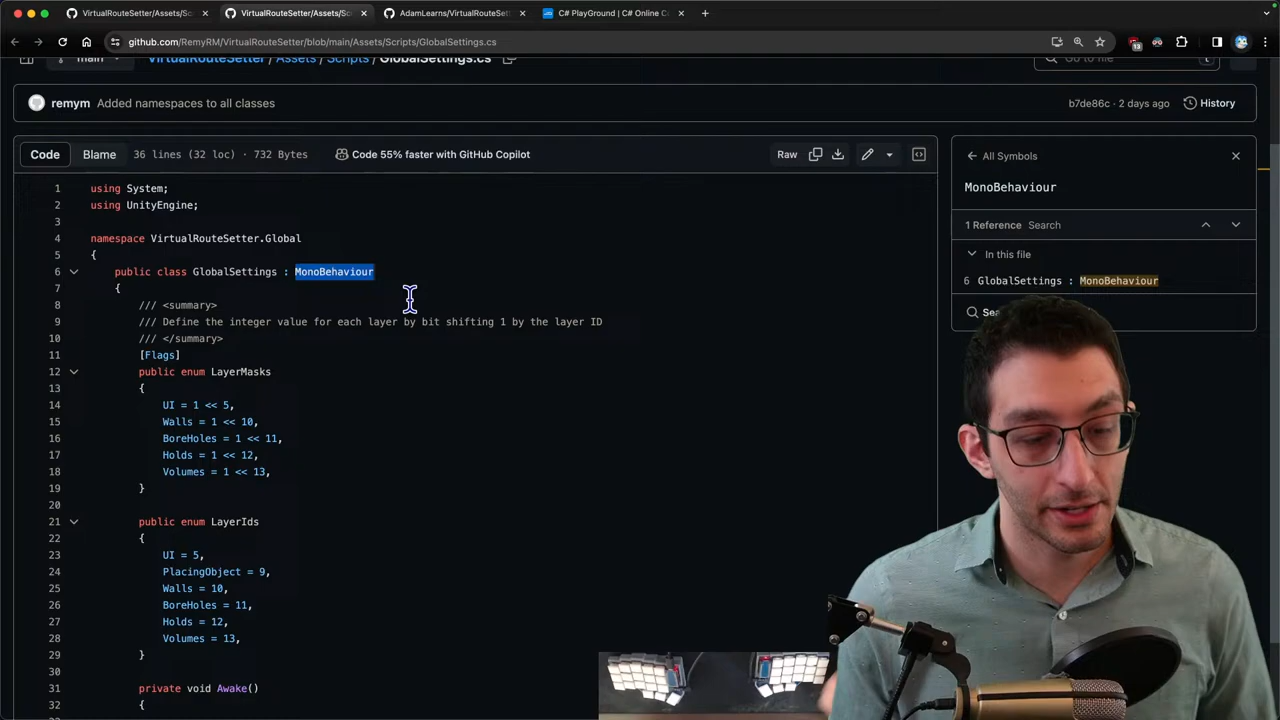 VirtualRouteSetter/Assets/Sc
VirtualRouteSetter/Assets/Sc
AdamLearns/VirtualRouteSet
C# PlayGround | C# Online C
github.com/RemyRM/VirtualRouteSetter/blob/main/Assets/Scripts/GlobalSettings.cs
13
main
VirtualRouteSetter / Assets / Scripts / GlobalSettings.cs
Go to file
t
remym Added namespaces to all classes
b7de86c · 2 days ago
History
Code
Blame
36 lines (32 loc) · 732 Bytes
Code 55% faster with GitHub Copilot
Raw
1 using System;
2 using UnityEngine;
3
4 namespace VirtualRouteSetter.Global
5 {
6 public class GlobalSettings : MonoBehaviour
7 {
8 /// <summary>
9 /// Define the integer value for each layer by bit shifting 1 by the layer ID
10 /// </summary>
11 [Flags]
12 public enum LayerMasks
13 {
14 UI = 1 << 5,
15 Walls = 1 << 10,
16 BoreHoles = 1 << 11,
17 Holds = 1 << 12,
18 Volumes = 1 << 13,
19 }
20
21 public enum LayerIds
22 {
23 UI = 5,
24 PlacingObject = 9,
25 Walls = 10,
26 BoreHoles = 11,
27 Holds = 12,
28 Volumes = 13,
29 }
30
31 private void Awake()
32 {
All Symbols
MonoBehaviour
1 Reference Search
In this file
6 GlobalSettings : MonoBehaviour
Sea